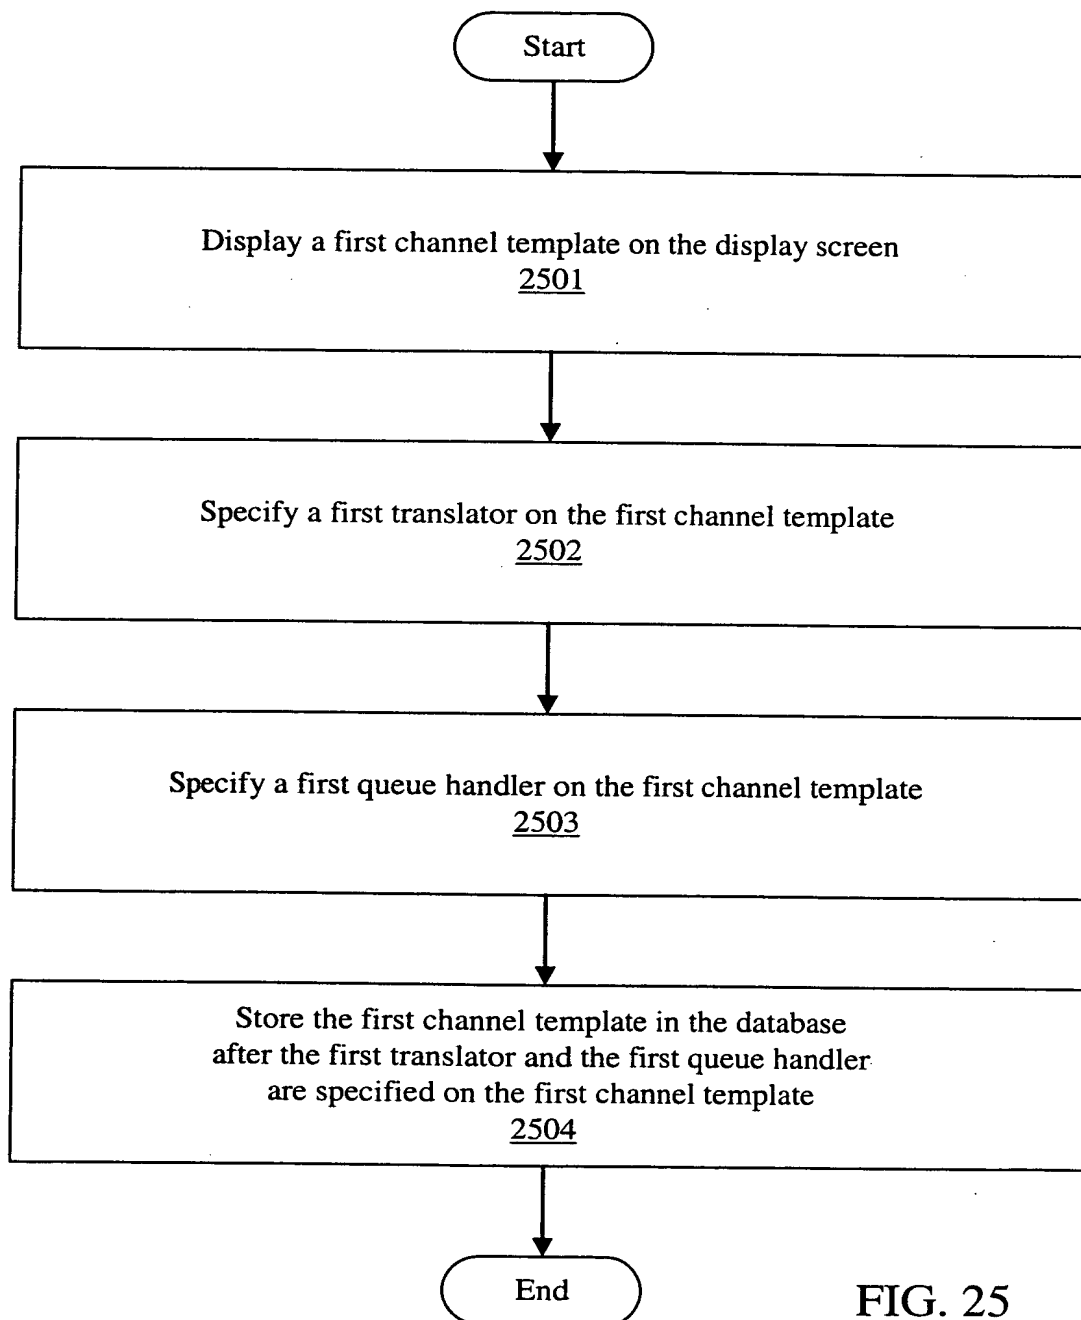 Start
Display a first channel template on the display screen
2501
Specify a first translator on the first channel template
2502
Specify a first queue handler on the first channel template
2503
Store the first channel template in the database
after the first translator and the first queue handler
are specified on the first channel template
2504
End
FIG. 25